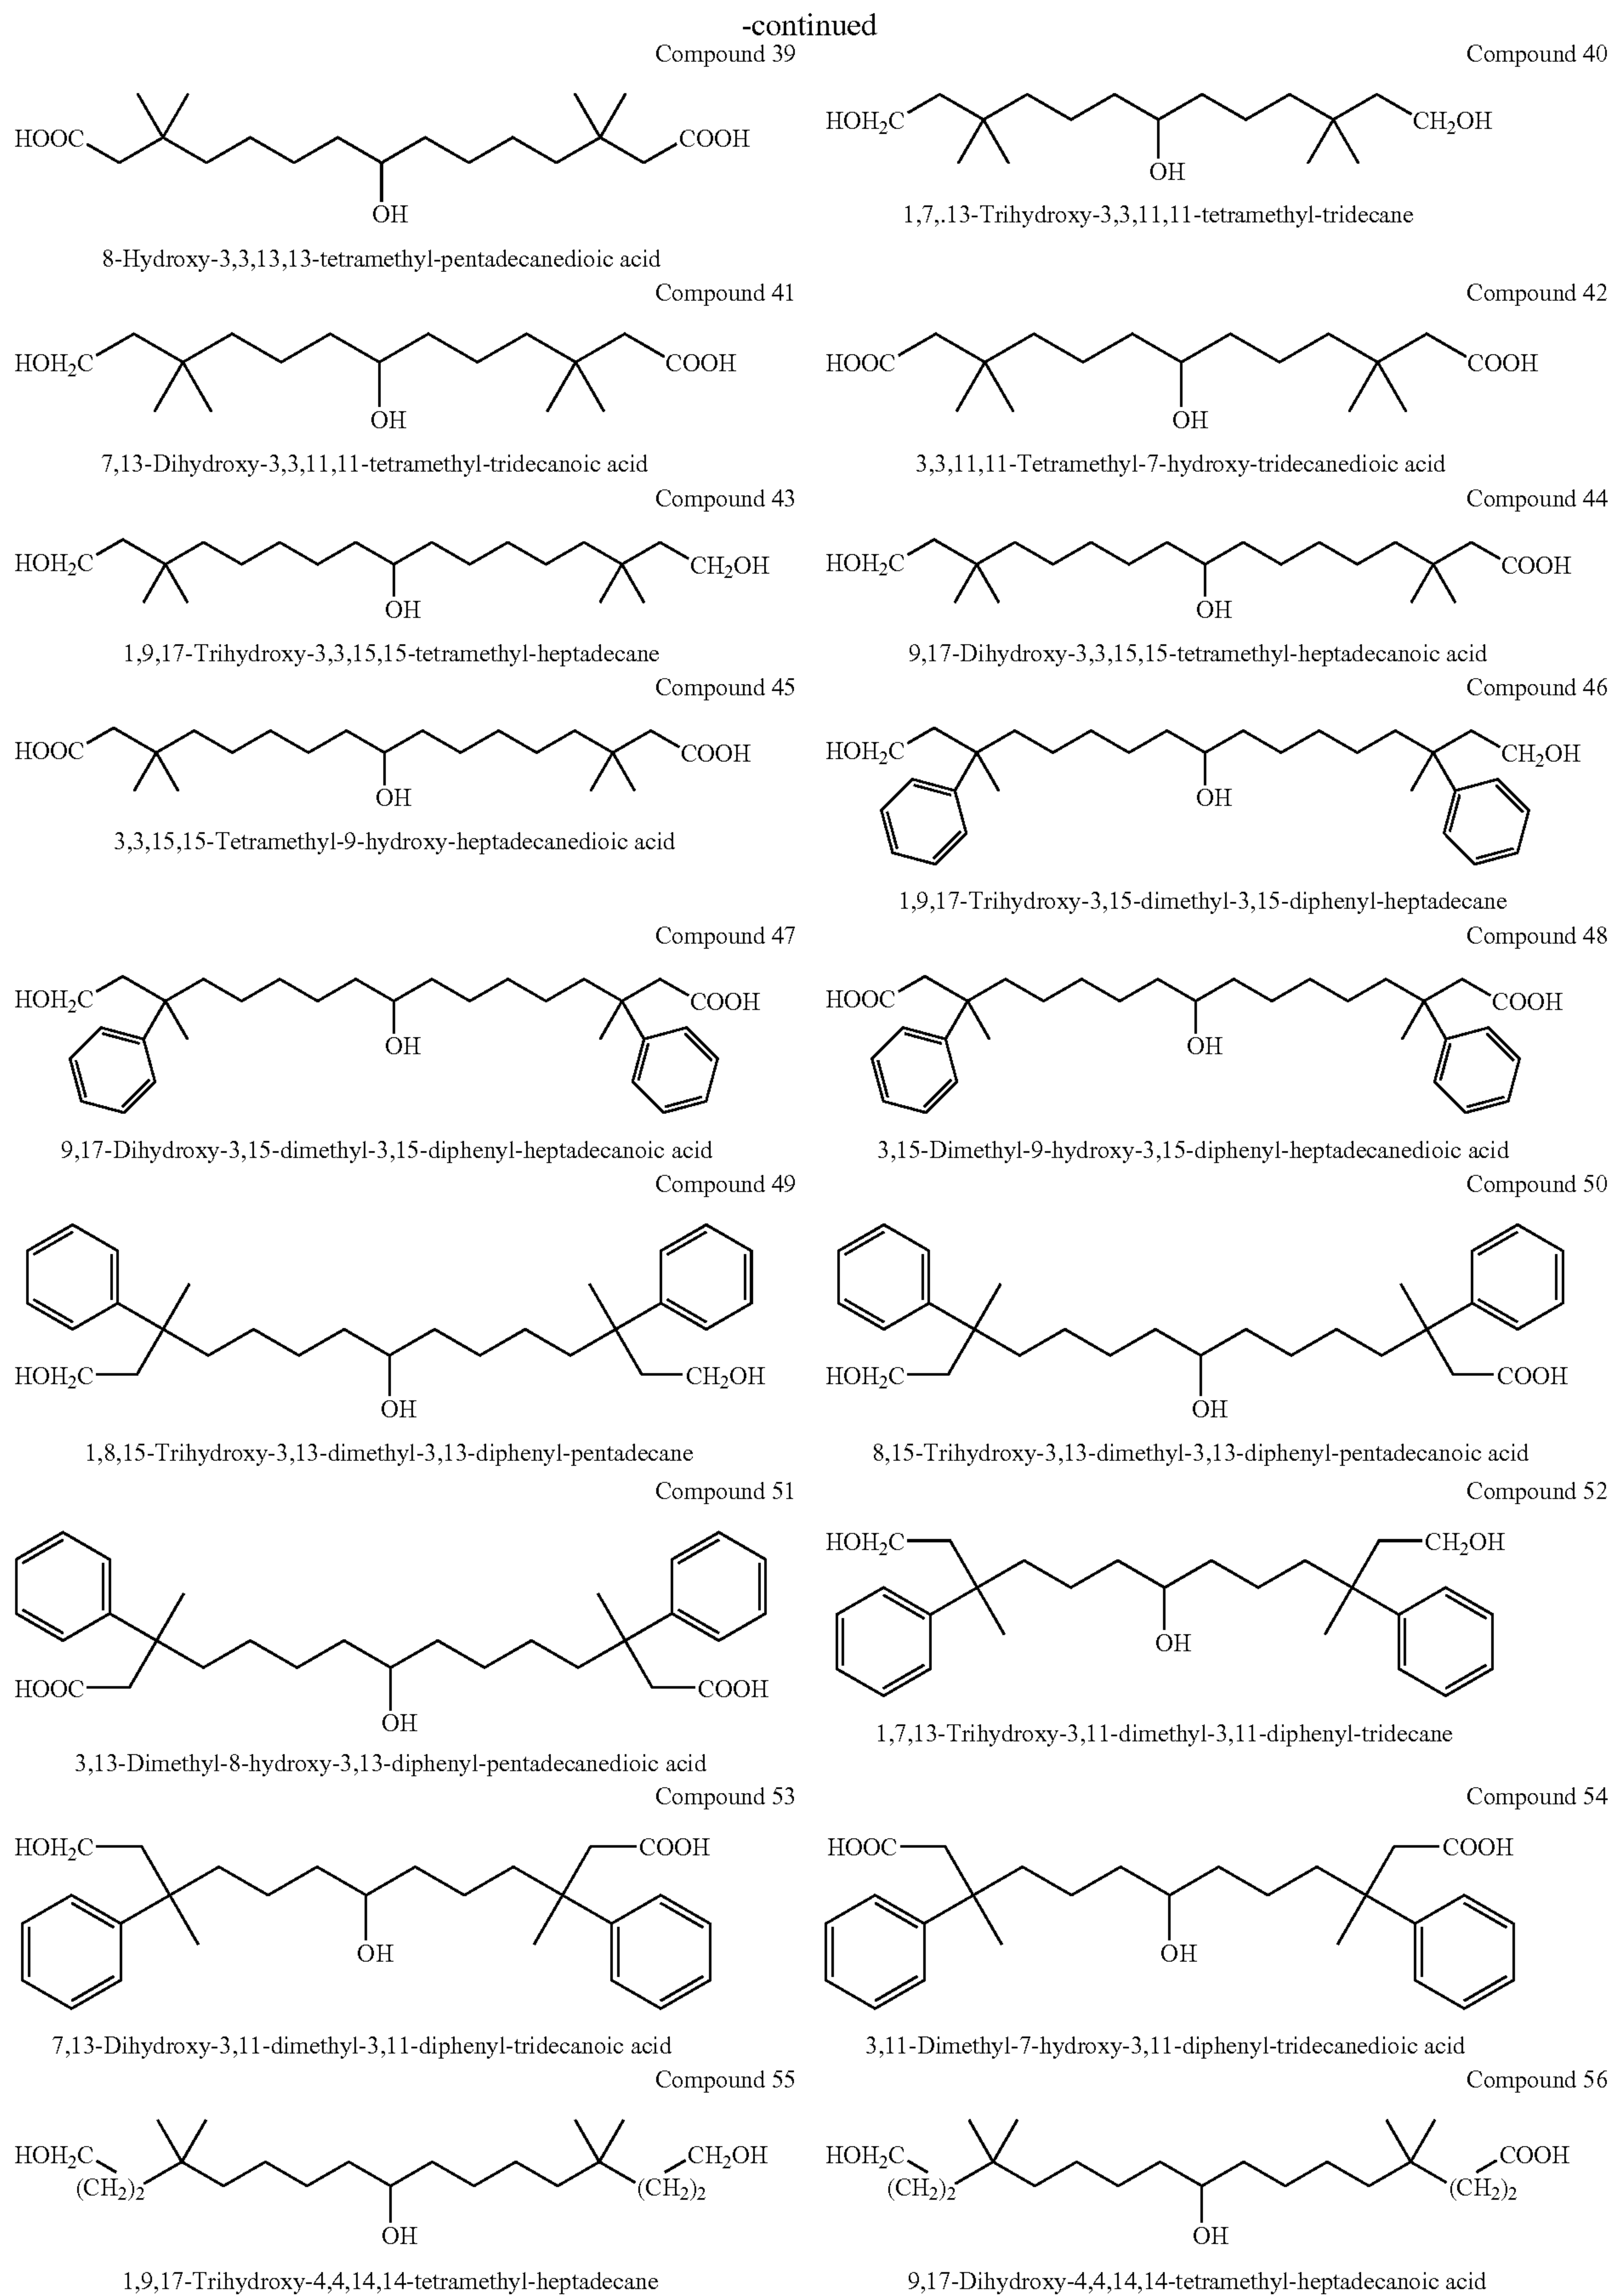 -continued
Compound 39
HOOC
COOH
OH
8-Hydroxy-3,3,13,13-tetramethyl-pentadecanedioic acid
Compound 40
HOH₂C
CH₂OH
OH
1,7,.13-Trihydroxy-3,3,11,11-tetramethyl-tridecane
Compound 41
HOH₂C
COOH
OH
7,13-Dihydroxy-3,3,11,11-tetramethyl-tridecanoic acid
Compound 42
HOOC
COOH
OH
3,3,11,11-Tetramethyl-7-hydroxy-tridecanedioic acid
Compound 43
HOH₂C
CH₂OH
OH
1,9,17-Trihydroxy-3,3,15,15-tetramethyl-heptadecane
Compound 44
HOH₂C
COOH
OH
9,17-Dihydroxy-3,3,15,15-tetramethyl-heptadecanoic acid
Compound 45
HOOC
COOH
OH
3,3,15,15-Tetramethyl-9-hydroxy-heptadecanedioic acid
Compound 46
HOH₂C
CH₂OH
OH
1,9,17-Trihydroxy-3,15-dimethyl-3,15-diphenyl-heptadecane
Compound 47
HOH₂C
COOH
OH
9,17-Dihydroxy-3,15-dimethyl-3,15-diphenyl-heptadecanoic acid
Compound 48
HOOC
COOH
OH
3,15-Dimethyl-9-hydroxy-3,15-diphenyl-heptadecanedioic acid
Compound 49
HOH₂C
CH₂OH
OH
1,8,15-Trihydroxy-3,13-dimethyl-3,13-diphenyl-pentadecane
Compound 50
HOH₂C
COOH
OH
8,15-Trihydroxy-3,13-dimethyl-3,13-diphenyl-pentadecanoic acid
Compound 51
HOOC
COOH
OH
3,13-Dimethyl-8-hydroxy-3,13-diphenyl-pentadecanedioic acid
Compound 52
HOH₂C
CH₂OH
OH
1,7,13-Trihydroxy-3,11-dimethyl-3,11-diphenyl-tridecane
Compound 53
HOH₂C
COOH
OH
7,13-Dihydroxy-3,11-dimethyl-3,11-diphenyl-tridecanoic acid
Compound 54
HOOC
COOH
OH
3,11-Dimethyl-7-hydroxy-3,11-diphenyl-tridecanedioic acid
Compound 55
HOH₂C
CH₂OH
(CH₂)₂
(CH₂)₂
OH
1,9,17-Trihydroxy-4,4,14,14-tetramethyl-heptadecane
Compound 56
HOH₂C
COOH
(CH₂)₂
(CH₂)₂
OH
9,17-Dihydroxy-4,4,14,14-tetramethyl-heptadecanoic acid